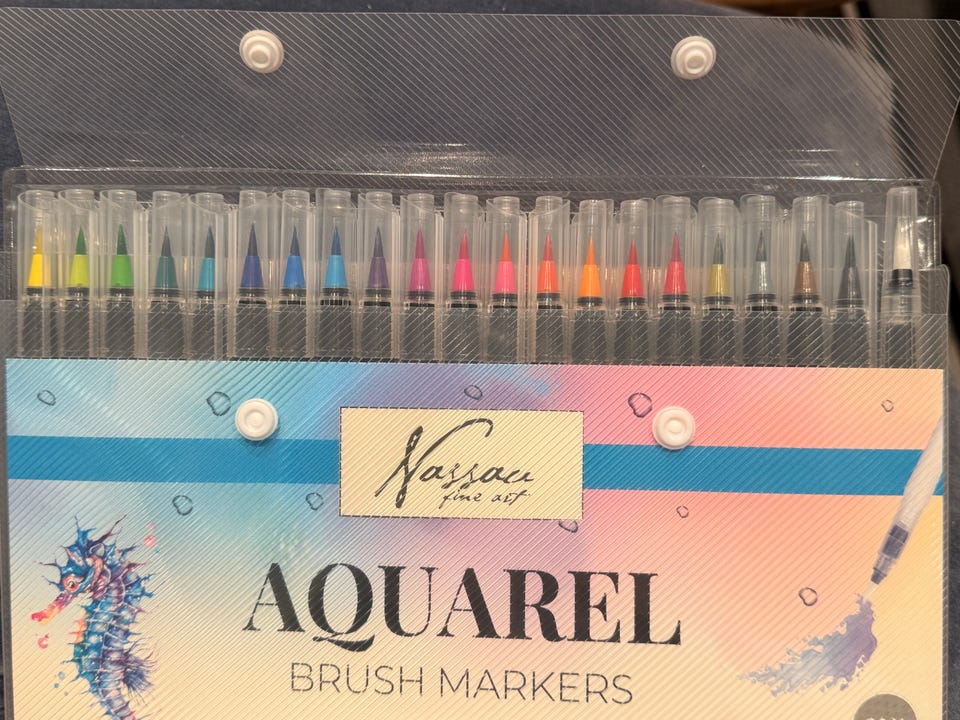 Nassau
fine art
AQUAREL
BRUSH MARKERS